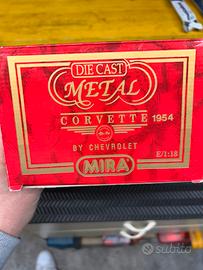 DIE CAST
METAL
CORVETTE 1954
BY CHEVROLET
MIRA
E/1:18
subito